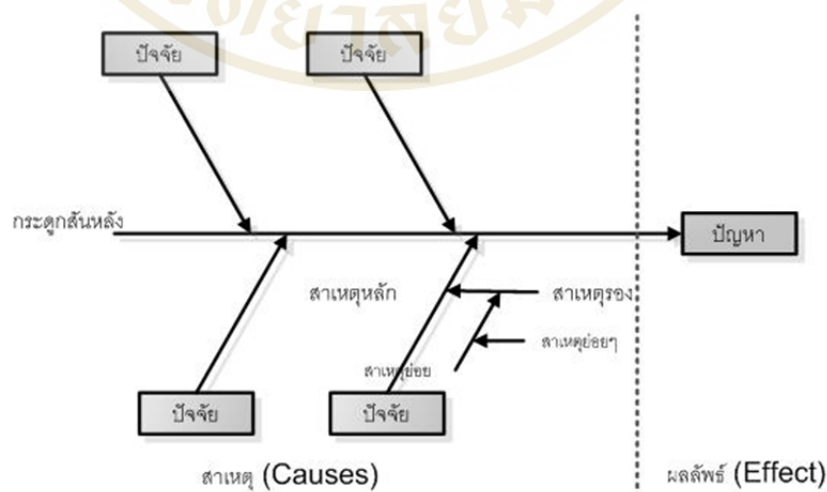 ปัจจัย ปัจจัย
กระดูกสันหลัง
ปัญหา
สาเหตุหลัก สาเหตุรอง
สาเหตุย่อยๆ
สาเหตุย่อย
ปัจจัย ปัจจัย
สาเหตุ (Causes) ผลลัพธ์ (Effect)